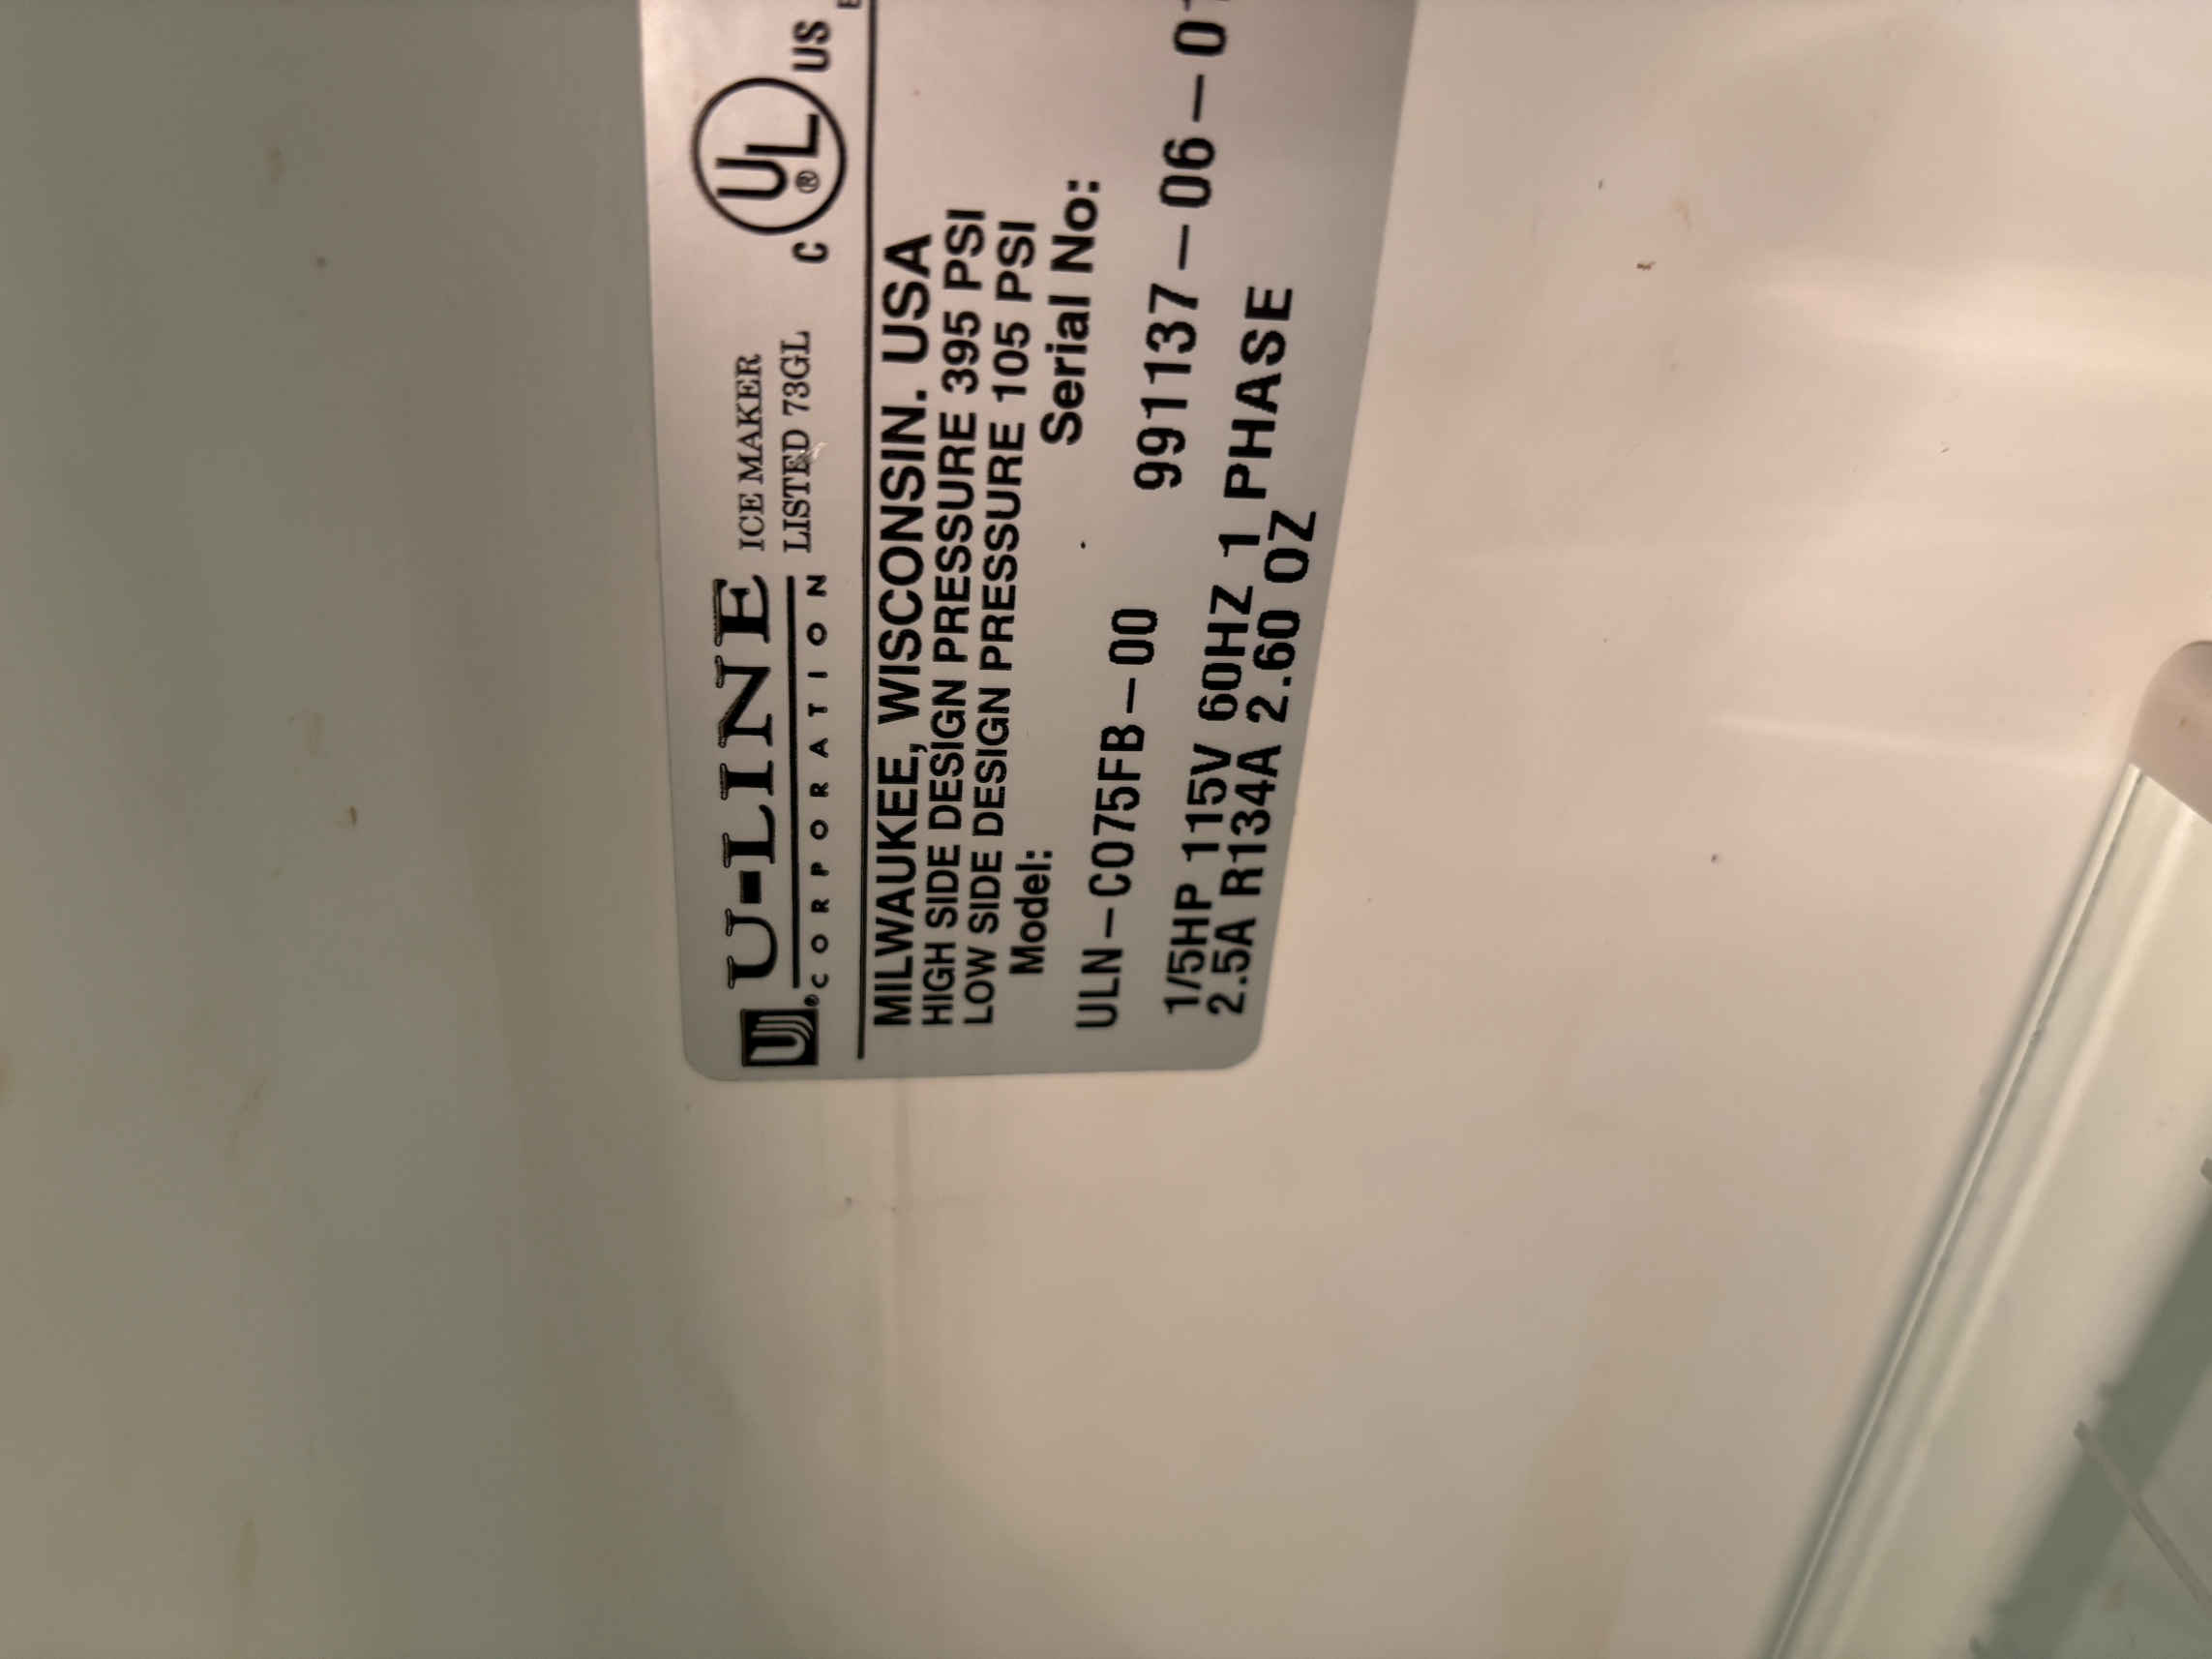 U-LINE
CORPORATION
ICE MAKER
LISTED 73GL
C UL® US
MILWAUKEE, WISCONSIN. USA
HIGH SIDE DESIGN PRESSURE 395 PSI
LOW SIDE DESIGN PRESSURE 105 PSI
Model: Serial No:
ULN-CO75FB-00 991137-06-01
1/5HP 115V 60HZ 1 PHASE
2.5A R134A 2.60 OZ